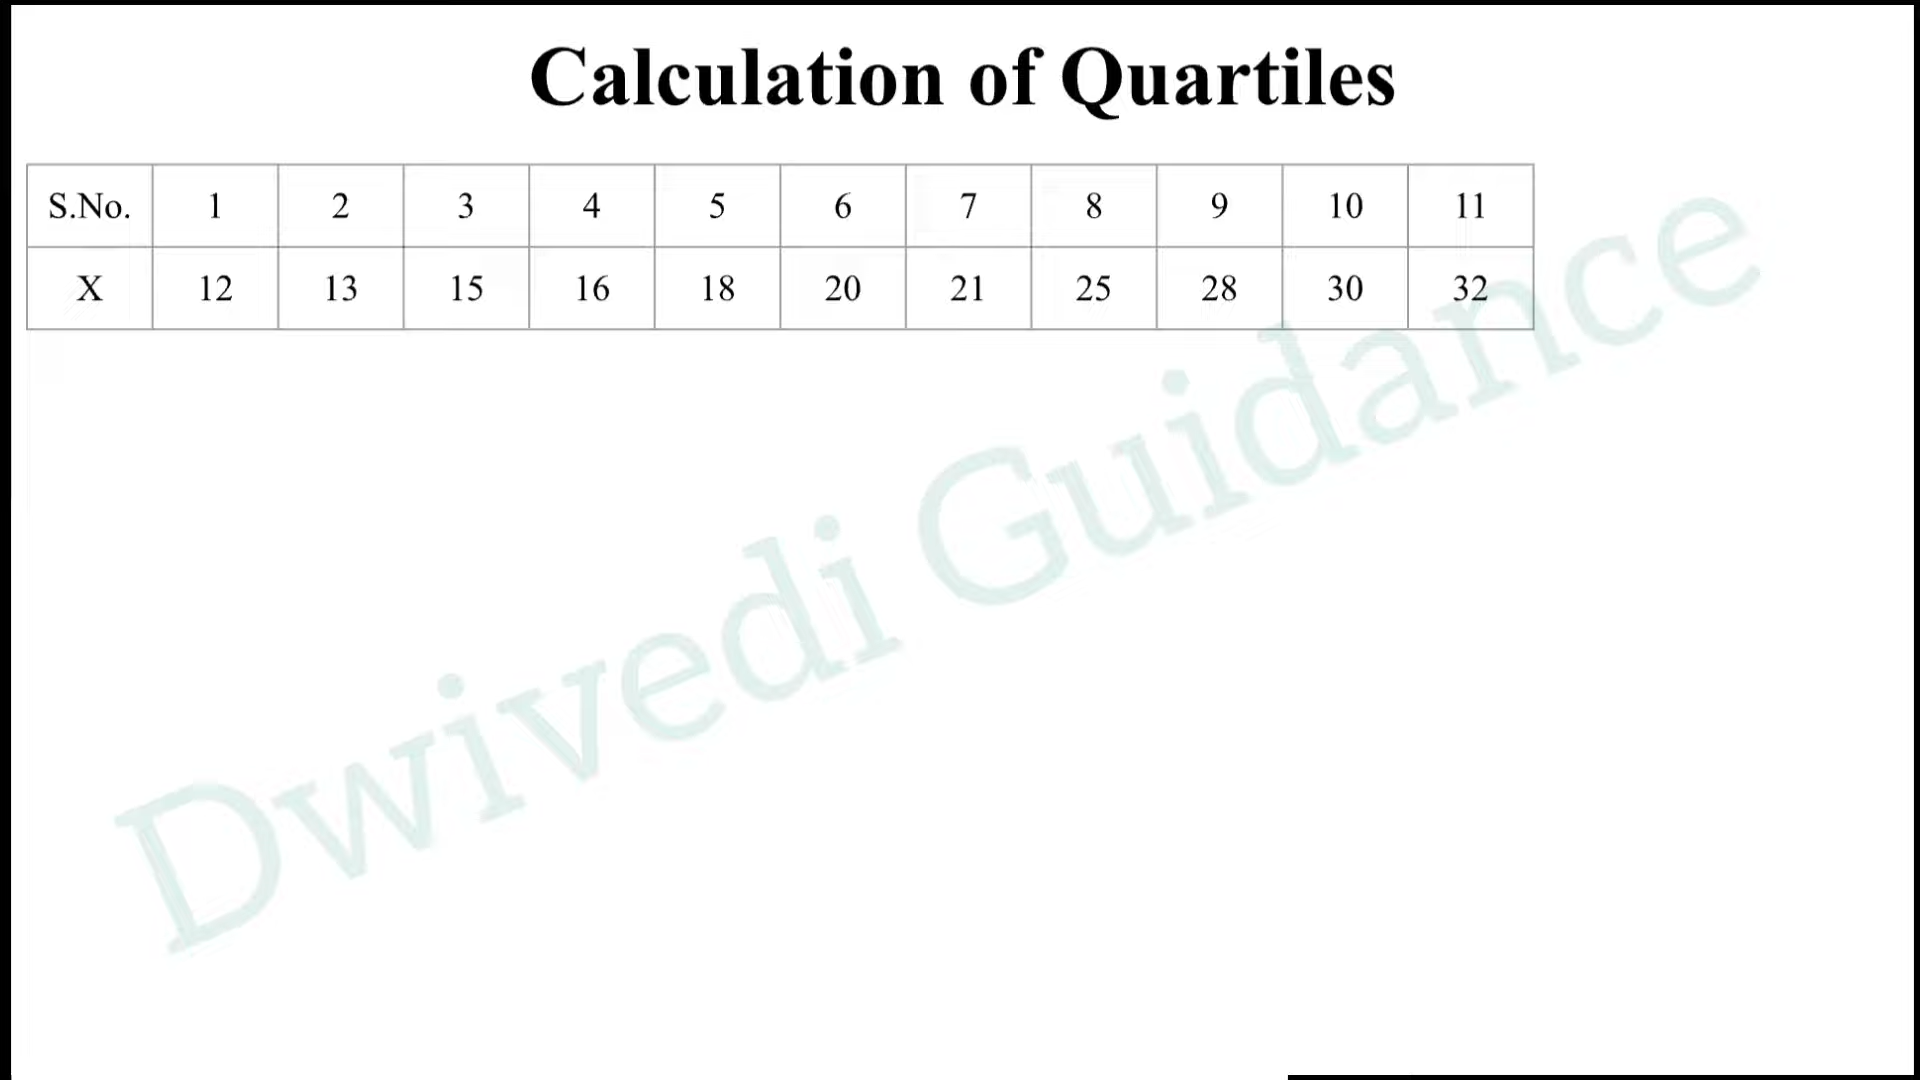 Calculation of Quartiles
S.No. 1 2 3 4 5 6 7 8 9 10 11
X 12 13 15 16 18 20 21 25 28 30 32
Dwivedi Guidance